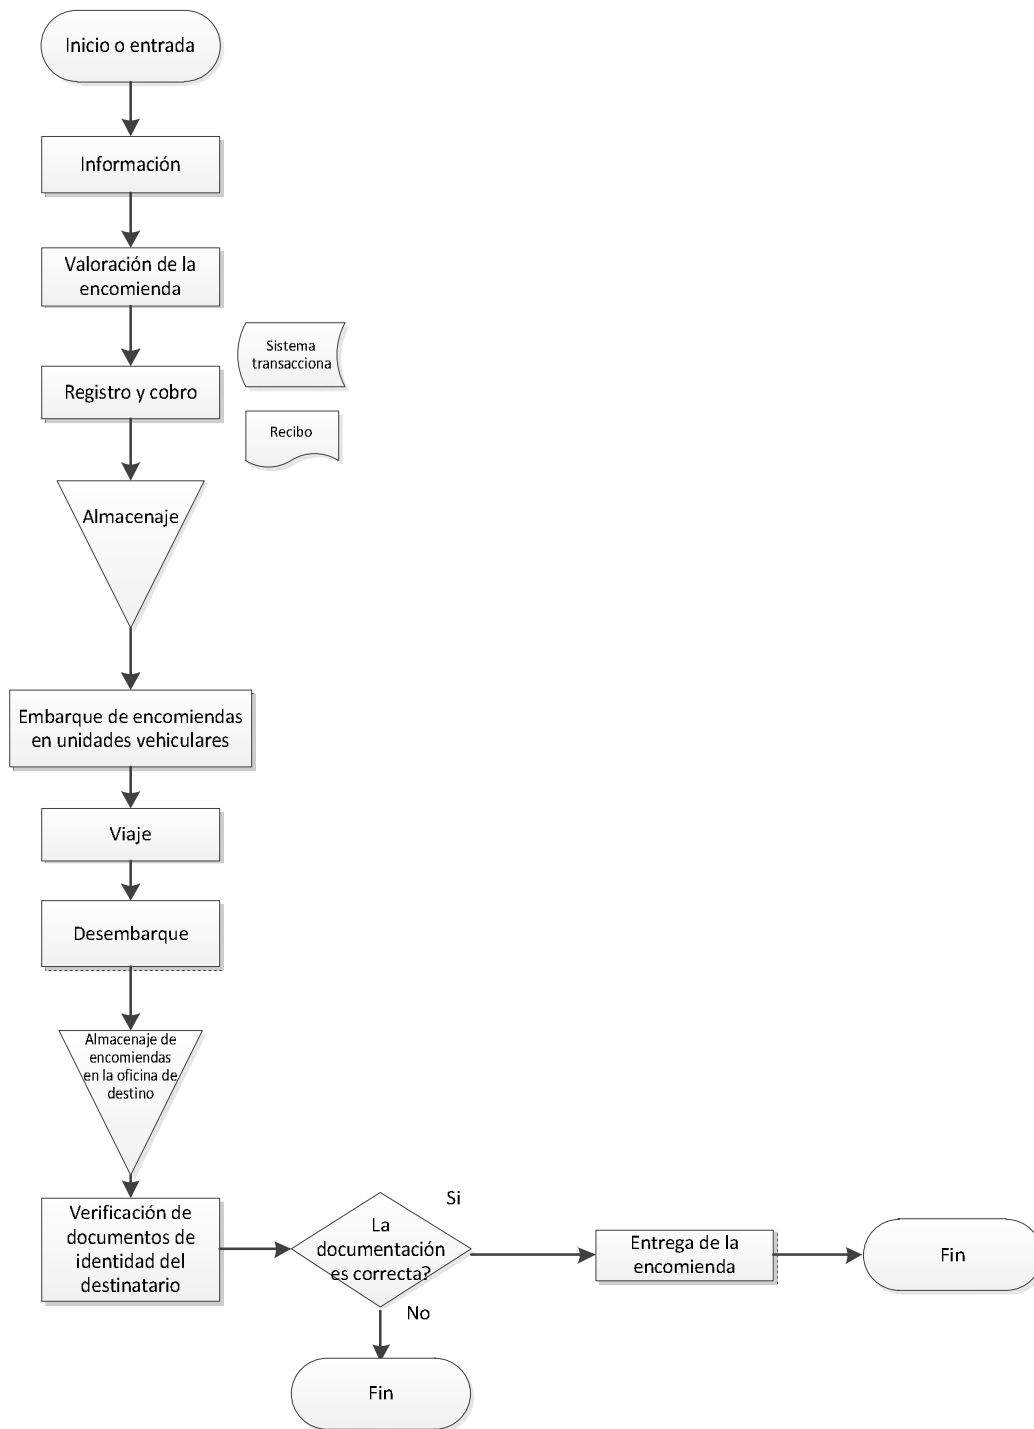 Inicio o entrada
Información
Valoración de la
encomienda
Sistema
transacciona
Registro y cobro
Recibo
Almacenaje
Embarque de encomiendas
en unidades vehiculares
Viaje
Desembarque
Almacenaje de
encomiendas
en la oficina de
destino
Verificación de
documentos de
identidad del
destinatario
La
documentación
es correcta?
Si
Entrega de la
encomienda
Fin
No
Fin